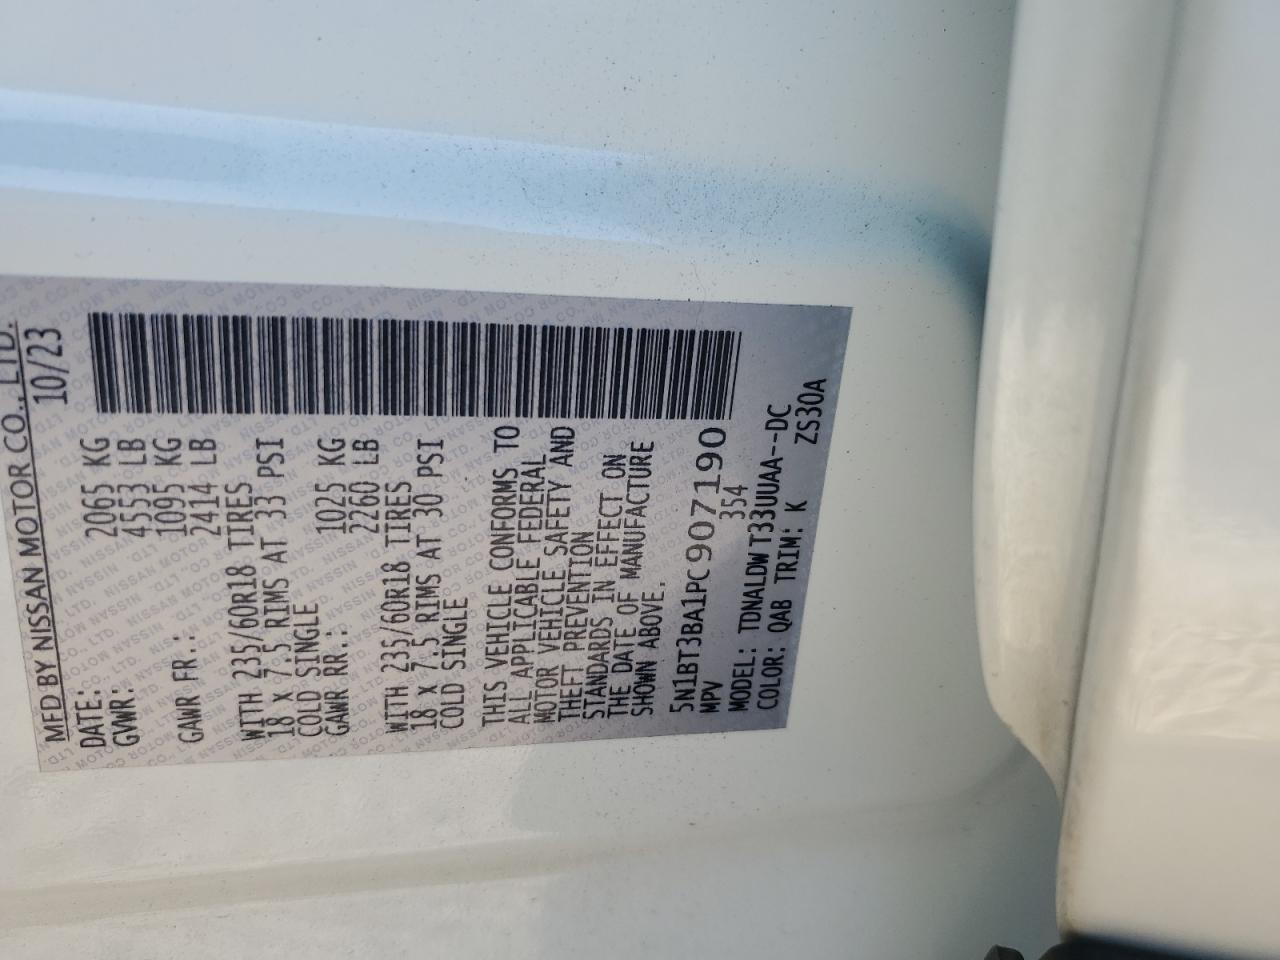 MFD BY NISSAN MOTOR CO., LTD.
DATE: 10/23
GVWR: 2065 KG
4553 LB
GAWR FR.: 1095 KG
2414 LB
WITH 235/60R18 TIRES
18 x 7.5 RIMS AT 33 PSI
COLD SINGLE
GAWR RR.: 1025 KG
2260 LB
WITH 235/60R18 TIRES
18 x 7.5 RIMS AT 30 PSI
COLD SINGLE
THIS VEHICLE CONFORMS TO
ALL APPLICABLE FEDERAL
MOTOR VEHICLE SAFETY AND
THEFT PREVENTION
STANDARDS IN EFFECT ON
THE DATE OF MANUFACTURE
SHOWN ABOVE.
5N1BT3BA1PC907190
MPV 354
MODEL: TDNALDW T33UUAA--DC
COLOR: QAB TRIM: K ZS30A